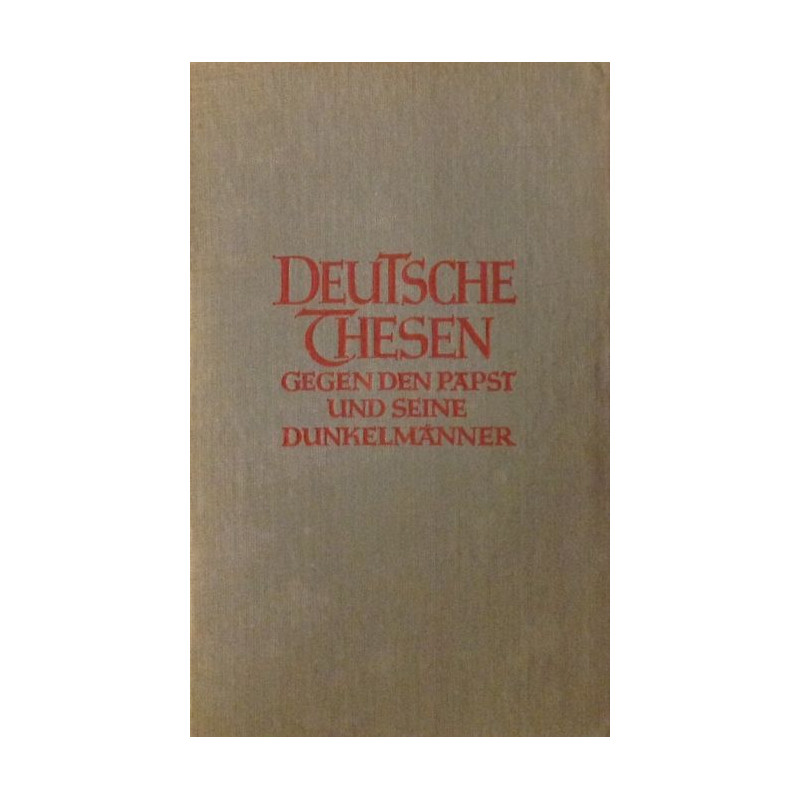 DEUTSCHE
THESEN
GEGEN DEN PAPST
UND SEINE
DUNKELMÄNNER